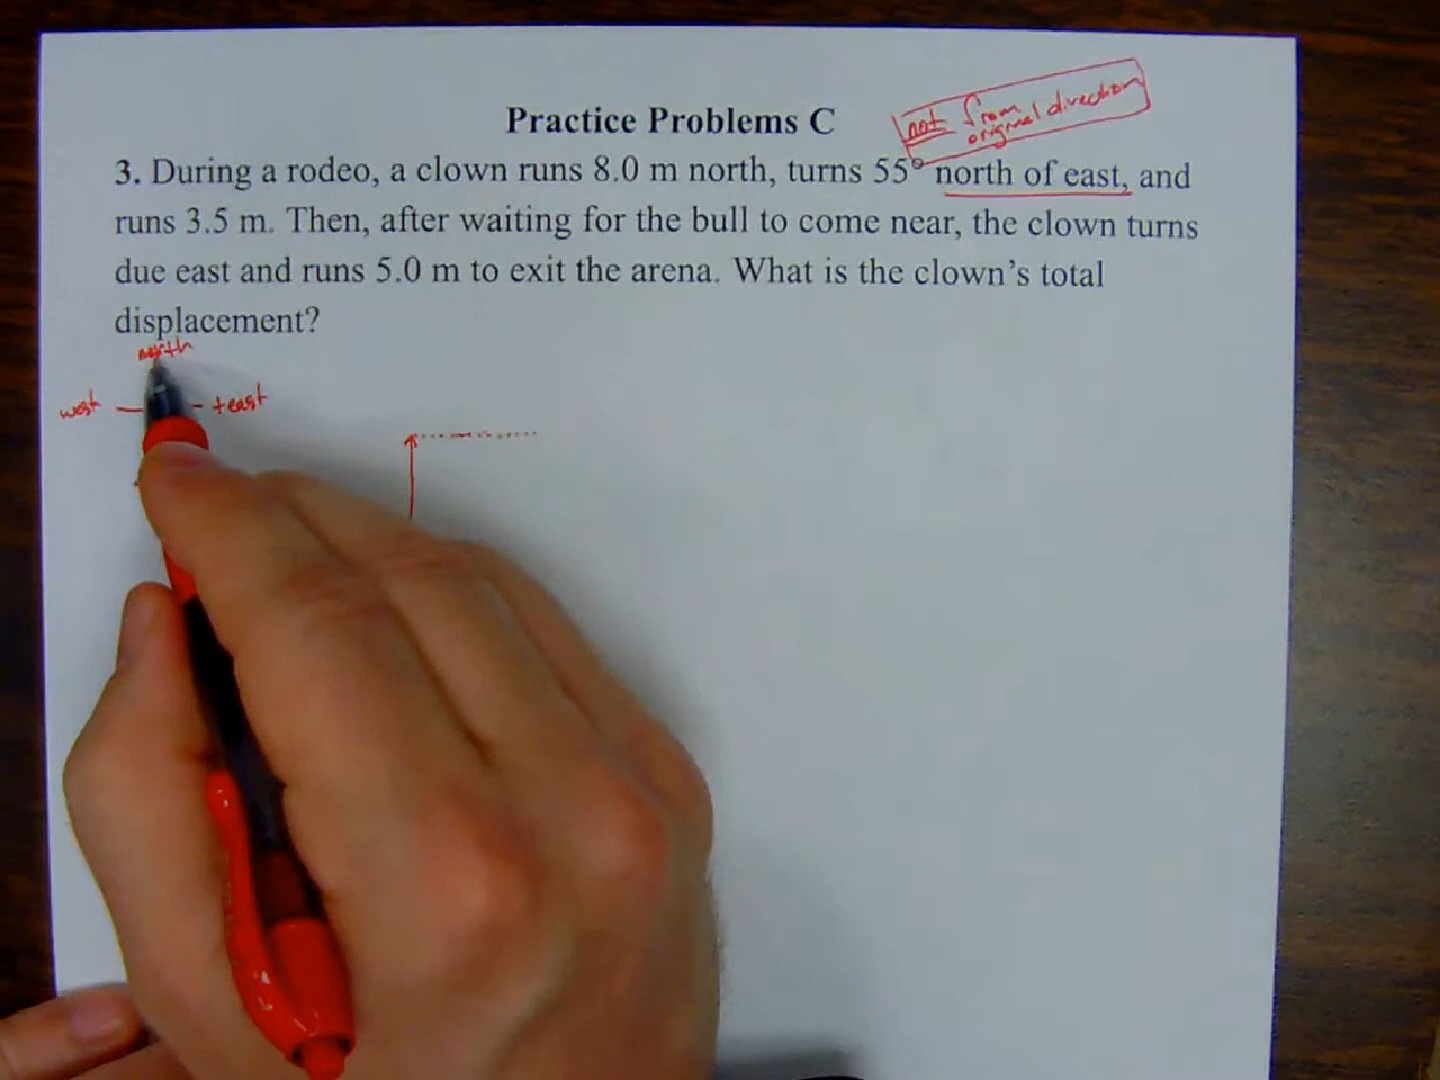 Practice Problems C
not from
original direction
3. During a rodeo, a clown runs 8.0 m north, turns 55° north of east, and
runs 3.5 m. Then, after waiting for the bull to come near, the clown turns
due east and runs 5.0 m to exit the arena. What is the clown's total
displacement?
north
west
+east